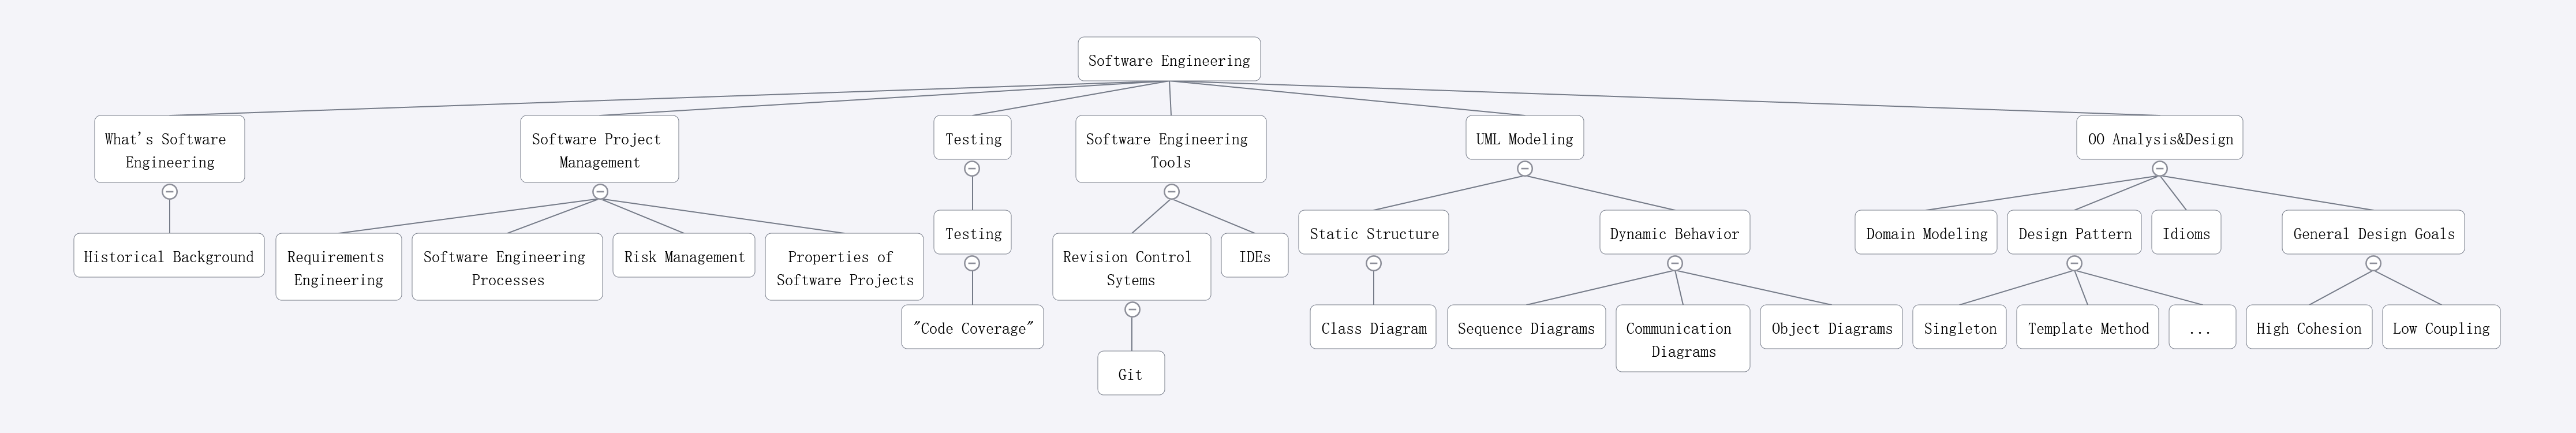 Software Engineering
What's Software
Engineering
Software Project
Management
Testing
Software Engineering
Tools
UML Modeling
OO Analysis&Design
Historical Background
Requirements
Engineering
Software Engineering
Processes
Risk Management
Properties of
Software Projects
Testing
Revision Control
Sytems
IDEs
Static Structure
Dynamic Behavior
Domain Modeling
Design Pattern
Idioms
General Design Goals
"Code Coverage"
Git
Class Diagram
Sequence Diagrams
Communication
Diagrams
Object Diagrams
Singleton
Template Method
...
High Cohesion
Low Coupling